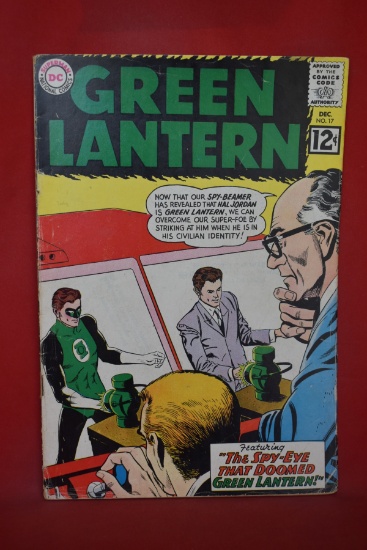 SUPERMAN
DC
NATIONAL COMICS
GREEN
LANTERN
APPROVED
BY THE
COMICS
CODE
AUTHORITY
DEC.
NO. 17
12¢
NOW THAT OUR SPY-BEAMER
HAS REVEALED THAT HAL JORDAN
IS GREEN LANTERN, WE CAN
OVERCOME OUR SUPER-FOE BY
STRIKING AT HIM WHEN HE IS IN
HIS CIVILIAN IDENTITY!
Featuring
"THE SPY-EYE
THAT DOOMED
GREEN LANTERN!"